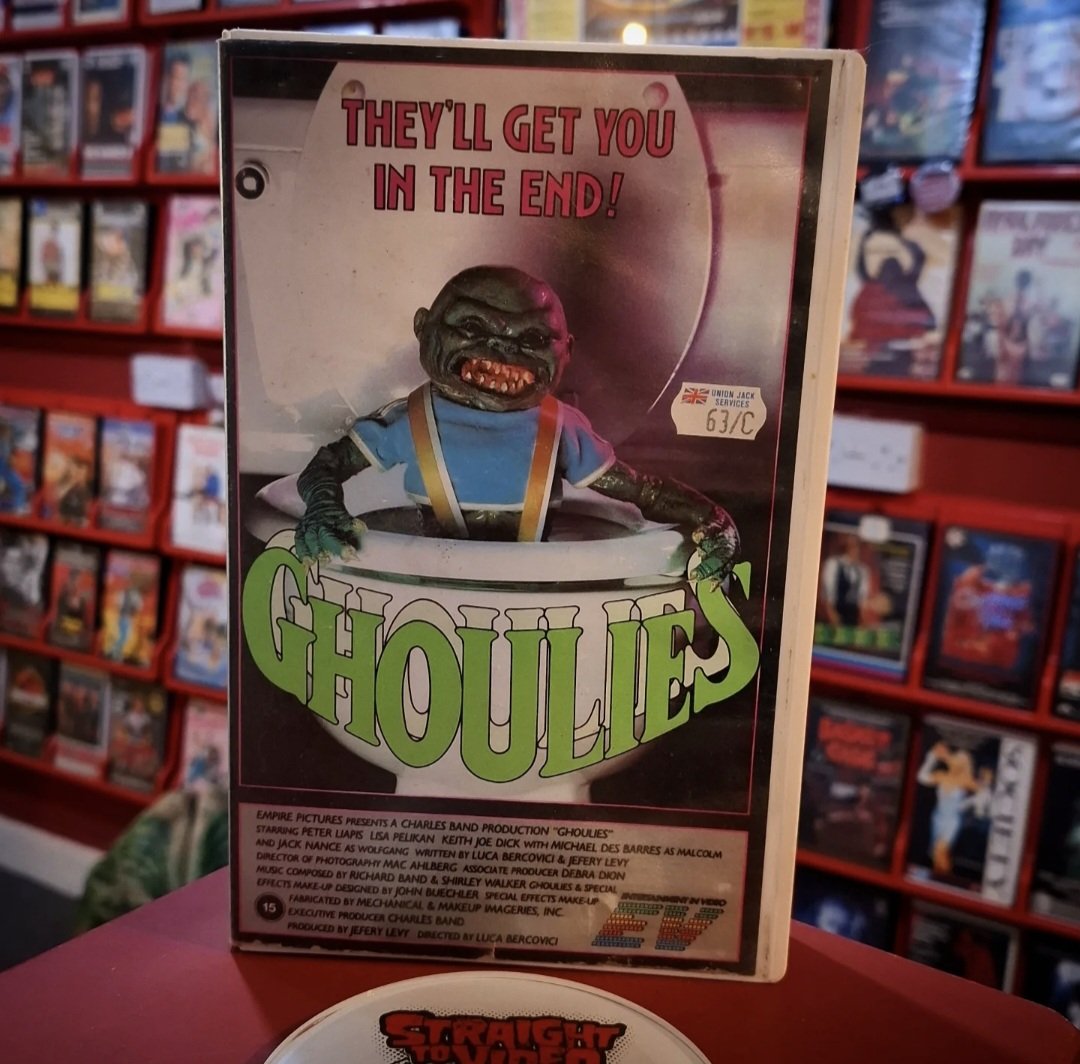 THEY'LL GET YOU
IN THE END!
UNION JACK
SERVICES
63/C
GHOULIES
EMPIRE PICTURES PRESENTS A CHARLES BAND PRODUCTION "GHOULIES"
STARRING PETER LIAPIS LISA PELIKAN KEITH JOE DICK WITH MICHAEL DES BARRES AS MALCOLM
AND JACK NANCE AS WOLFGANG WRITTEN BY LUCA BERCOVICI & JEFERY LEVY
DIRECTOR OF PHOTOGRAPHY MAC AHLBERG ASSOCIATE PRODUCER DEBRA DION
MUSIC COMPOSED BY RICHARD BAND & SHIRLEY WALKER GHOULIES & SPECIAL
EFFECTS MAKE-UP DESIGNED BY JOHN BUECHLER SPECIAL EFFECTS MAKE-UP
FABRICATED BY MECHANICAL & MAKEUP IMAGERIES, INC.
EXECUTIVE PRODUCER CHARLES BAND
PRODUCED BY JEFERY LEVY DIRECTED BY LUCA BERCOVICI
15
ENTERTAINMENT IN VIDEO
EV
STRAIGHT
TO VIDEO